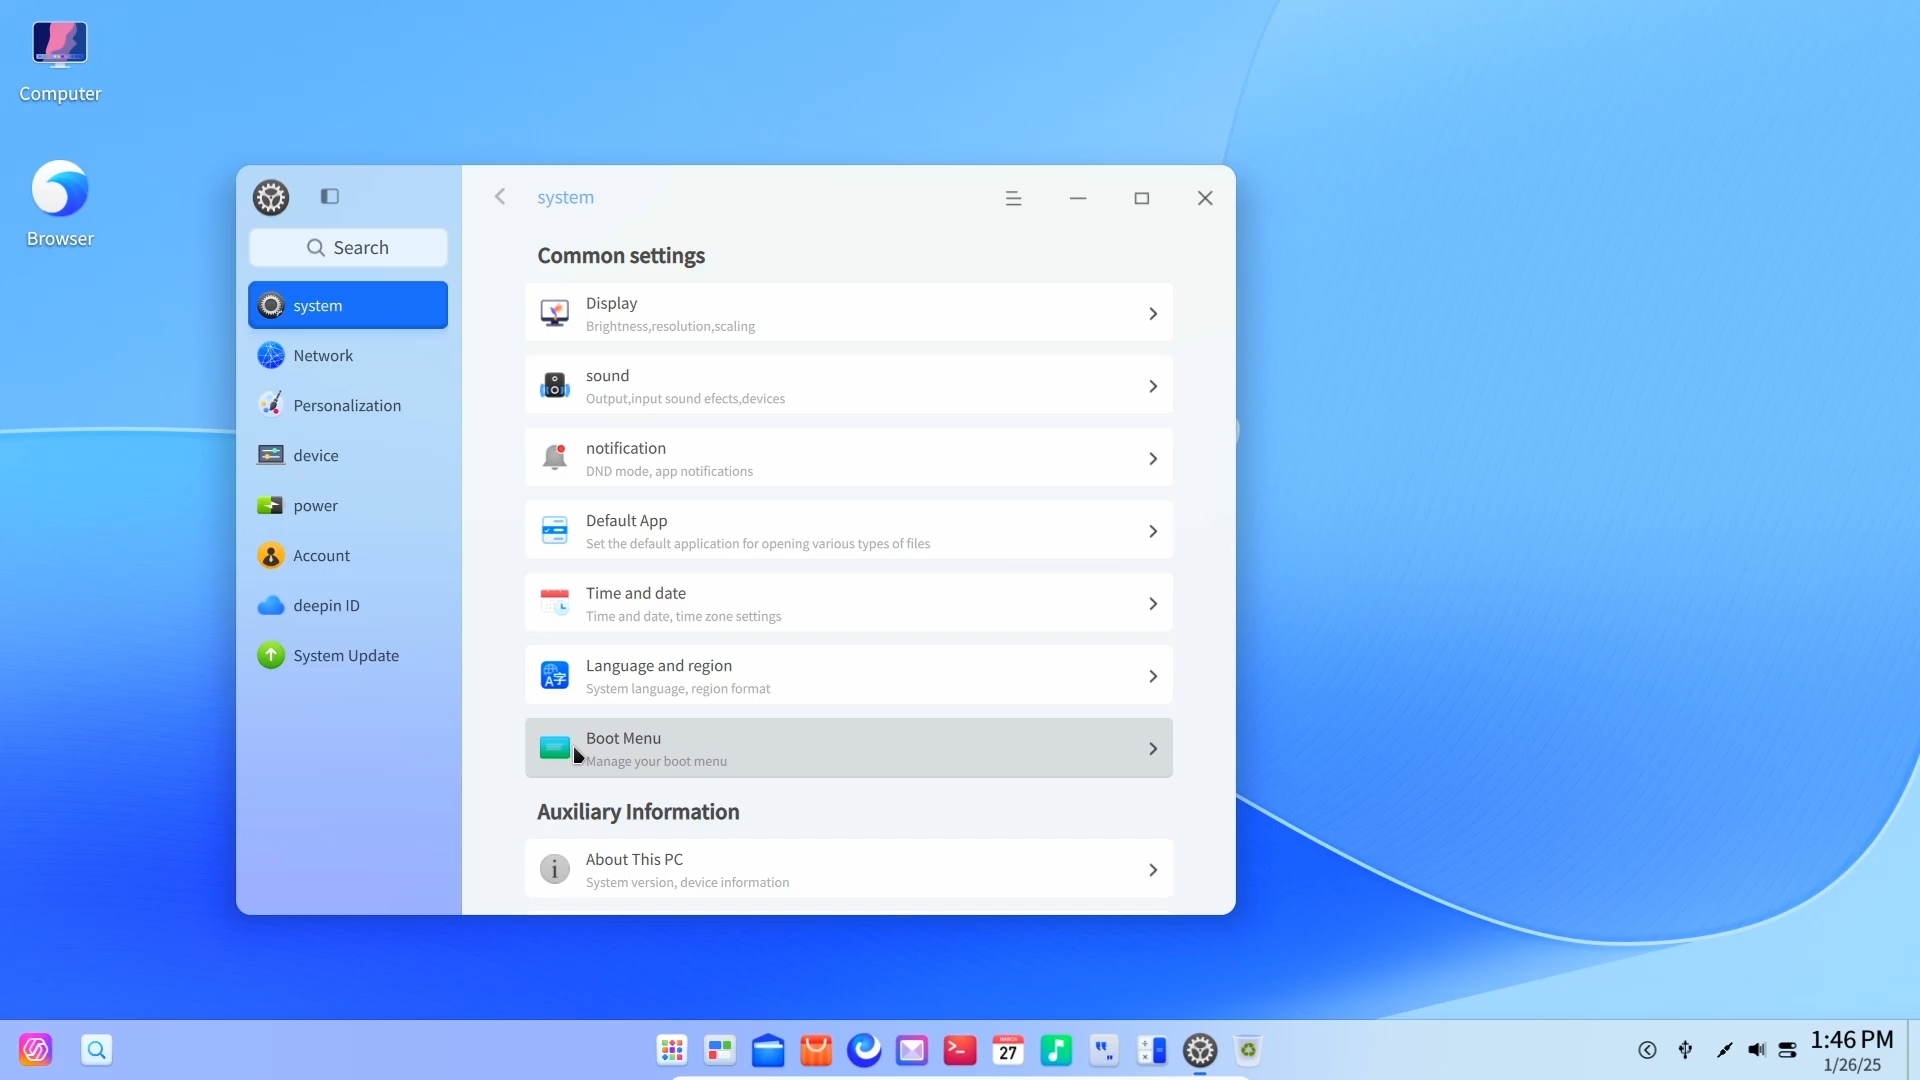 Computer
Browser
system
Search
system
Network
Personalization
device
power
Account
deepin ID
System Update
Common settings
Display
Brightness,resolution,scaling
sound
Output,input sound efects,devices
notification
DND mode, app notifications
Default App
Set the default application for opening various types of files
Time and date
Time and date, time zone settings
Language and region
System language, region format
Boot Menu
Manage your boot menu
Auxiliary Information
About This PC
System version, device information
MARCH
27
1:46 PM
1/26/25